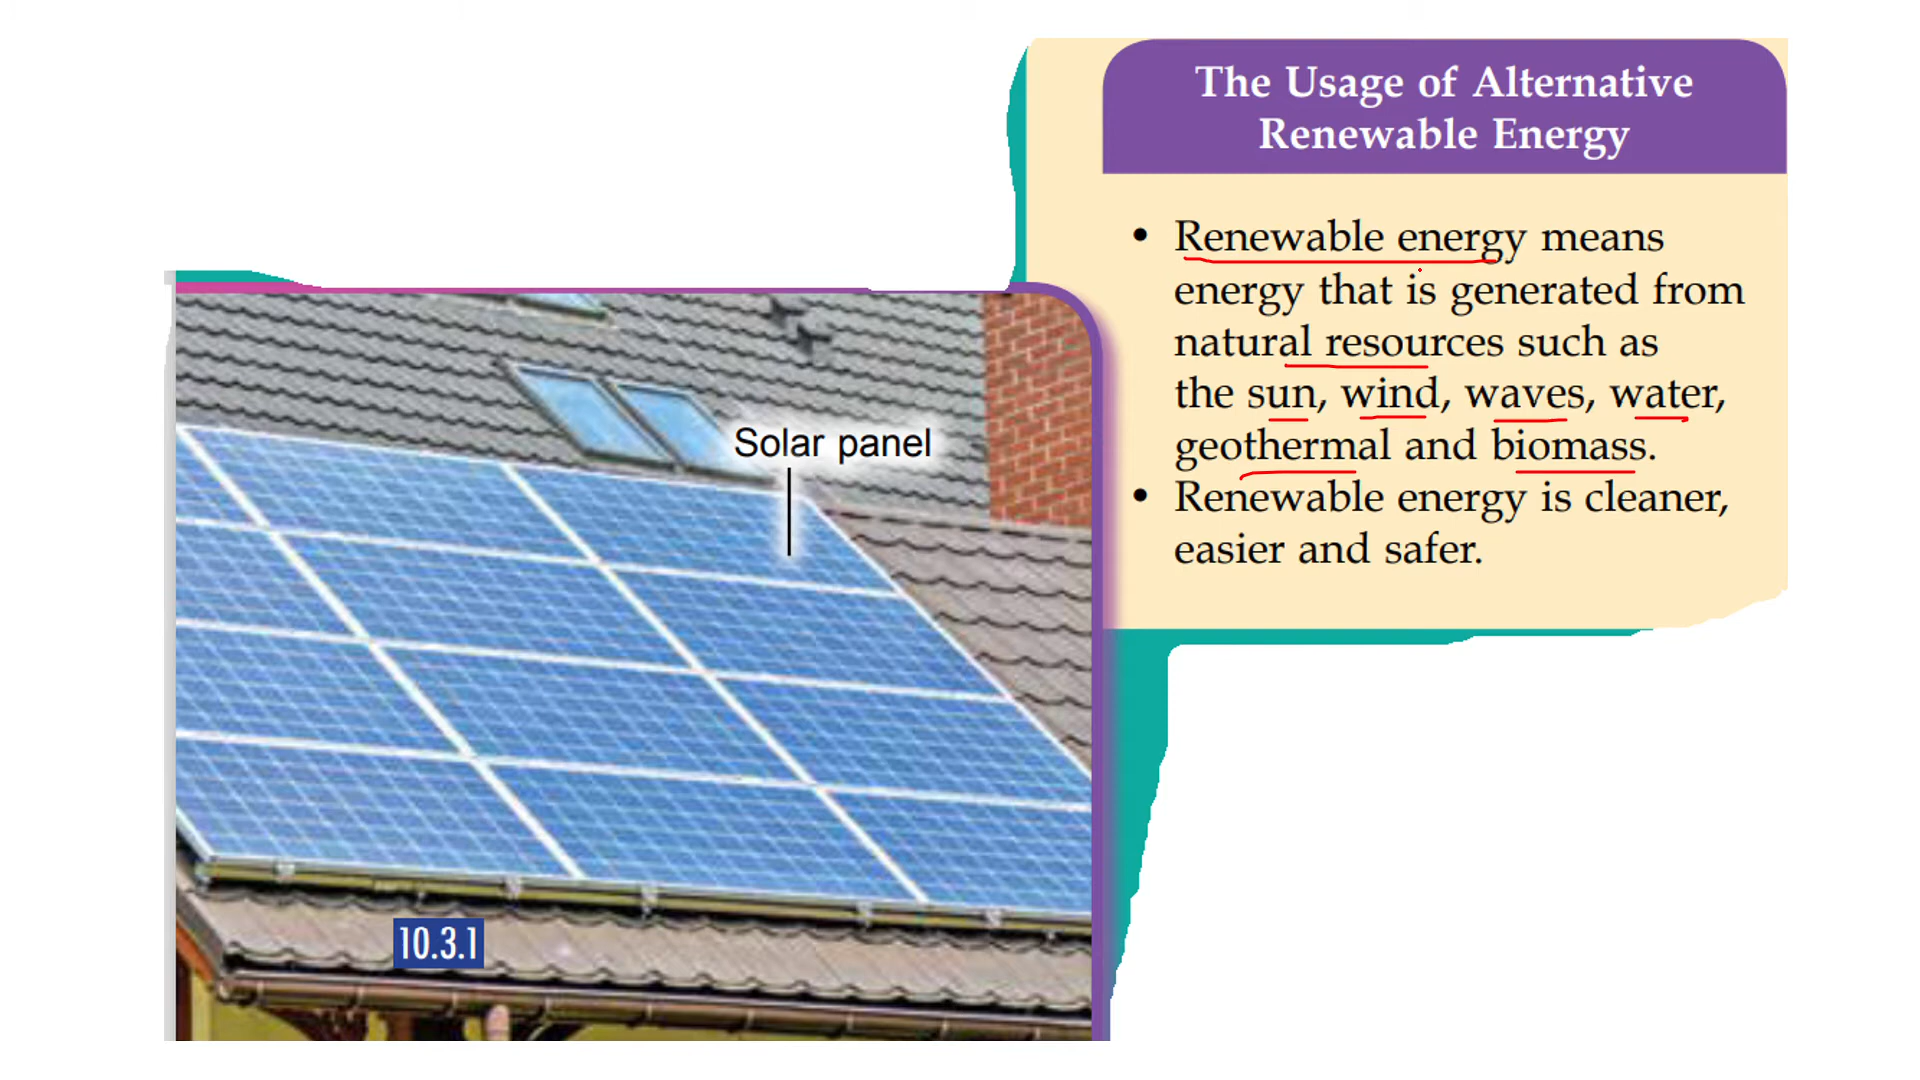 The Usage of Alternative
Renewable Energy
• Renewable energy means
energy that is generated from
natural resources such as
the sun, wind, waves, water,
geothermal and biomass.
• Renewable energy is cleaner,
easier and safer.
Solar panel
10.3.1